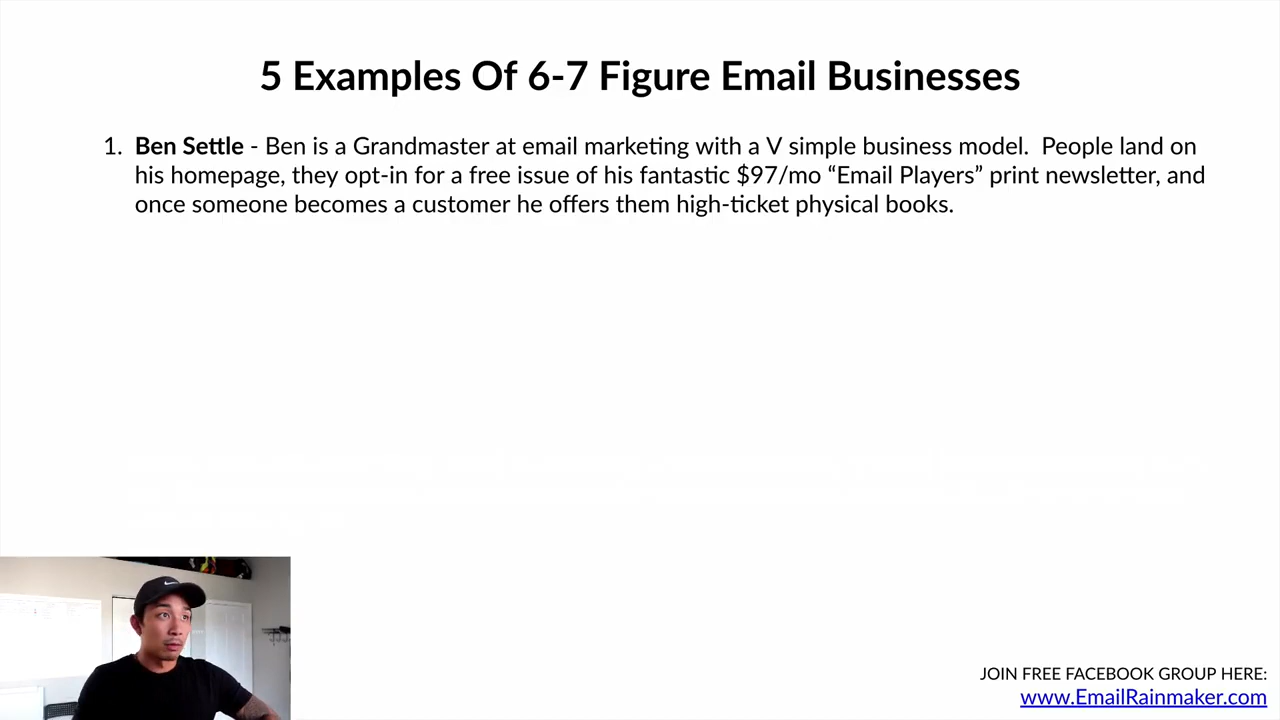 5 Examples Of 6-7 Figure Email Businesses
1. Ben Settle - Ben is a Grandmaster at email marketing with a V simple business model.  People land on
his homepage, they opt-in for a free issue of his fantastic $97/mo “Email Players” print newsletter, and
once someone becomes a customer he offers them high-ticket physical books.
JOIN FREE FACEBOOK GROUP HERE:
www.EmailRainmaker.com